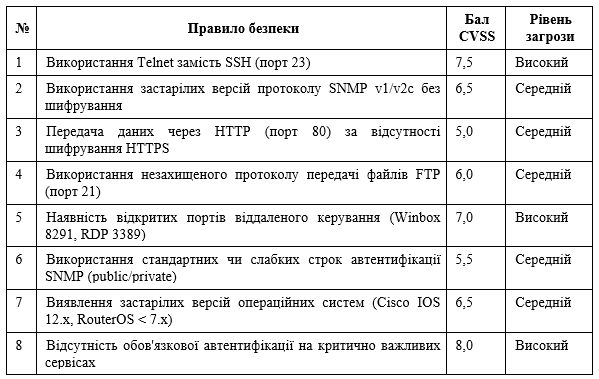 № Правило безпеки Бал CVSS Рівень загрози
1 Використання Telnet замість SSH (порт 23) 7,5 Високий
2 Використання застарілих версій протоколу SNMP v1/v2c без 6,5 Середній
шифрування
3 Передача даних через HTTP (порт 80) за відсутності 5,0 Середній
шифрування HTTPS
4 Використання незахищеного протоколу передачі файлів FTP 6,0 Середній
(порт 21)
5 Наявність відкритих портів віддаленого керування (Winbox 7,0 Високий
8291, RDP 3389)
6 Використання стандартних чи слабких строк автентифікації 5,5 Середній
SNMP (public/private)
7 Виявлення застарілих версій операційних систем (Cisco IOS 6,5 Середній
12.x, RouterOS < 7.x)
8 Відсутність обов'язкової автентифікації на критично важливих 8,0 Високий
сервісах